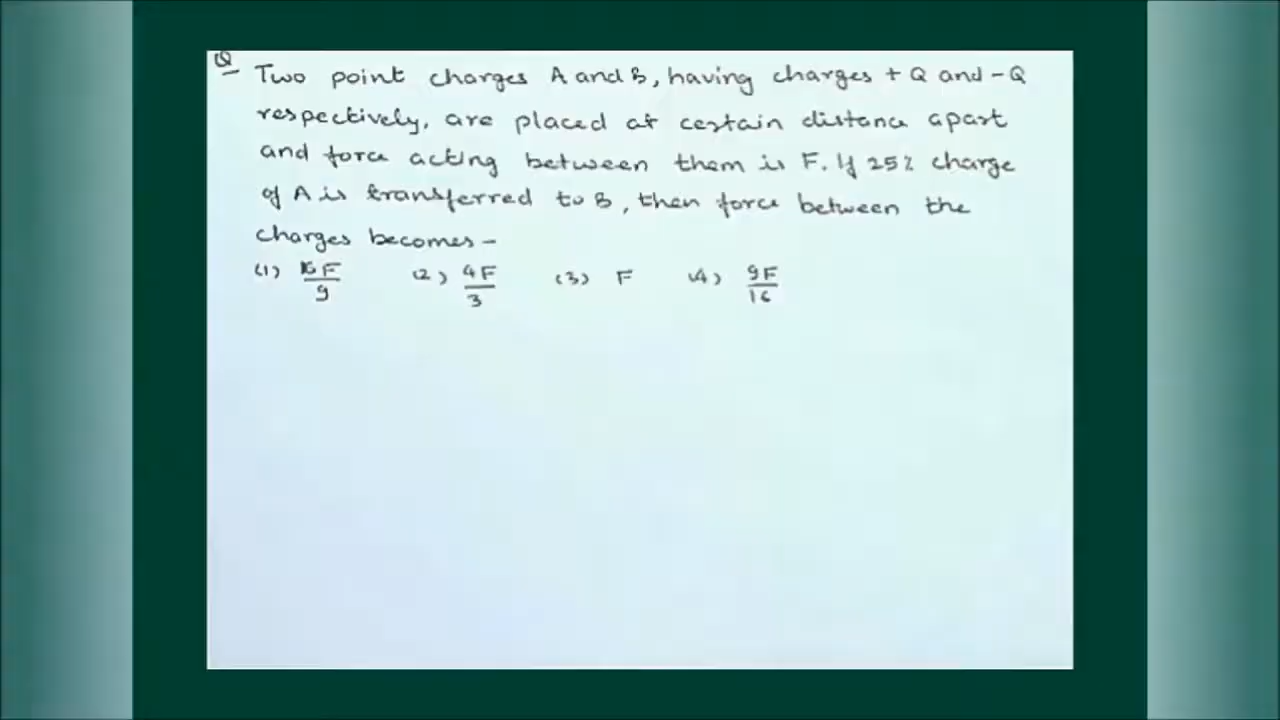 Q Two point charges A and B, having charges +Q and -Q
respectively, are placed at certain distance apart
and force acting between them is F. If 25% charge
of A is transferred to B, then force between the
charges becomes -
(1) 16F/9 (2) 4F/3 (3) F (4) 9F/16